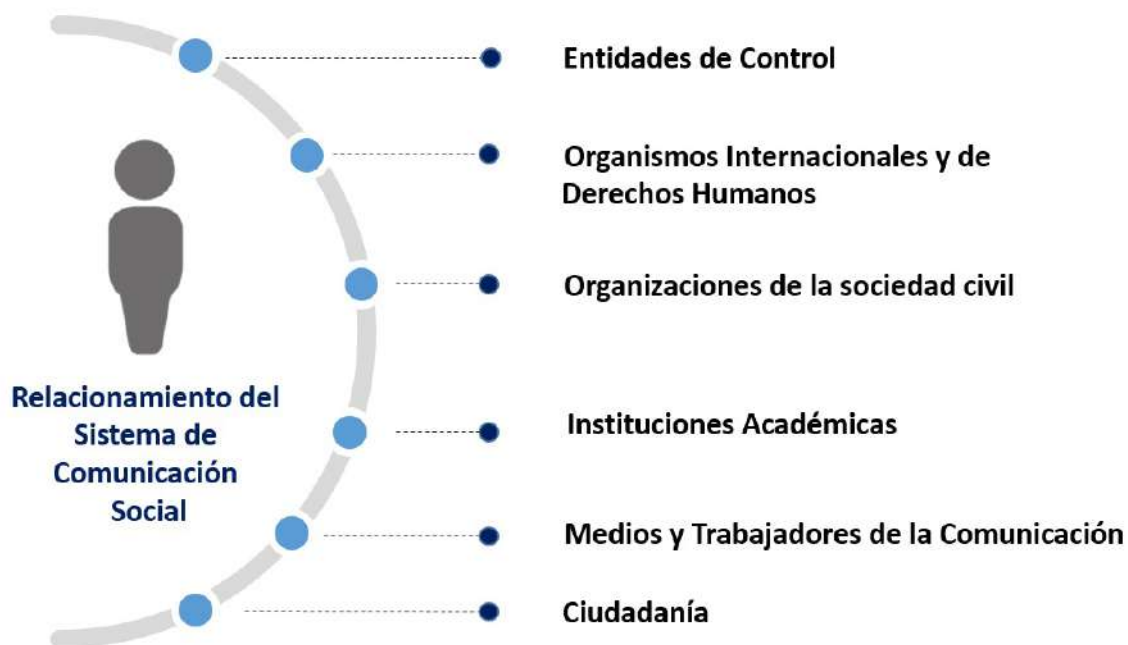 Entidades de Control
Organismos Internacionales y de
Derechos Humanos
Organizaciones de la sociedad civil
Relacionamiento del
Sistema de
Comunicación
Social
Instituciones Académicas
Medios y Trabajadores de la Comunicación
Ciudadanía